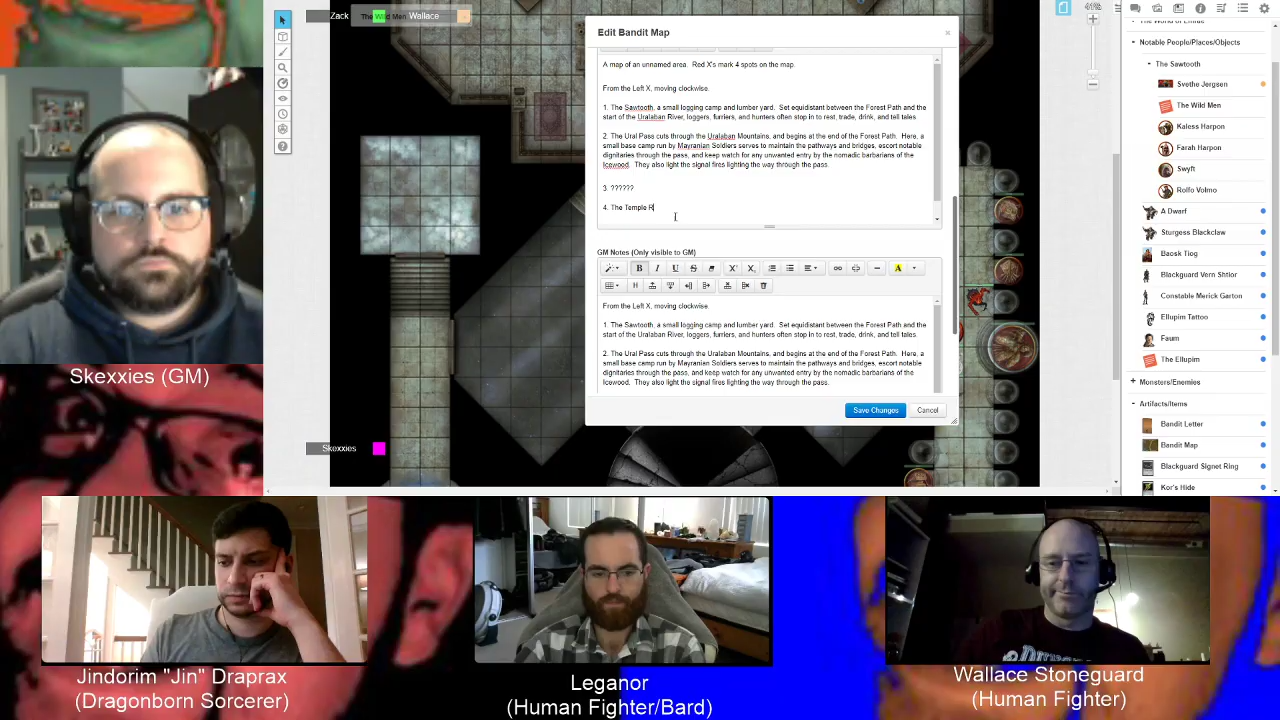 Zack
The Wild Men
Wallace
Edit Bandit Map
×
A map of an unnamed area. Red X's mark 4 spots on the map.
From the Left X, moving clockwise.
1. The Sawtooth, a small logging camp and lumber yard. Set equidistant between the Forest Path and the
start of the Uralaban River, loggers, furriers, and hunters often stop in to rest, trade, drink, and tell tales
2. The Ural Pass cuts through the Uralaban Mountains, and begins at the end of the Forest Path. Here, a
small base camp run by Mayranian Soldiers serves to maintain the pathways and bridges, escort notable
dignitaries through the pass, and keep watch for any unwanted entry by the nomadic barbarians of the
Icewood. They also light the signal fires lighting the way through the pass.
3. ??????
4. The Temple R
GM Notes (Only visible to GM)
B I U S
A
H
From the Left X, moving clockwise.
1. The Sawtooth, a small logging camp and lumber yard. Set equidistant between the Forest Path and the
start of the Uralaban River, loggers, furriers, and hunters often stop in to rest, trade, drink, and tell tales
2. The Ural Pass cuts through the Uralaban Mountains, and begins at the end of the Forest Path. Here, a
small base camp run by Mayranian Soldiers serves to maintain the pathways and bridges, escort notable
dignitaries through the pass, and keep watch for any unwanted entry by the nomadic barbarians of the
Icewood. They also light the signal fires lighting the way through the pass.
Save Changes
Cancel
Notable People/Places/Objects
The Sawtooth
Svethe Jergsen
The Wild Men
Kaless Harpon
Farah Harpon
Swyft
Rolfo Volmo
A Dwarf
Sturgess Blackclaw
Baosk Tiog
Blackguard Vern Shtior
Constable Merick Garton
Ellupim Tattoo
Faum
The Ellupim
Monsters/Enemies
Artifacts/Items
Bandit Letter
Bandit Map
Blackguard Signet Ring
Kor's Hide
Skexxies
Skexxies (GM)
Jindorim "Jin" Draprax
(Dragonborn Sorcerer)
Leganor
(Human Fighter/Bard)
Wallace Stoneguard
(Human Fighter)